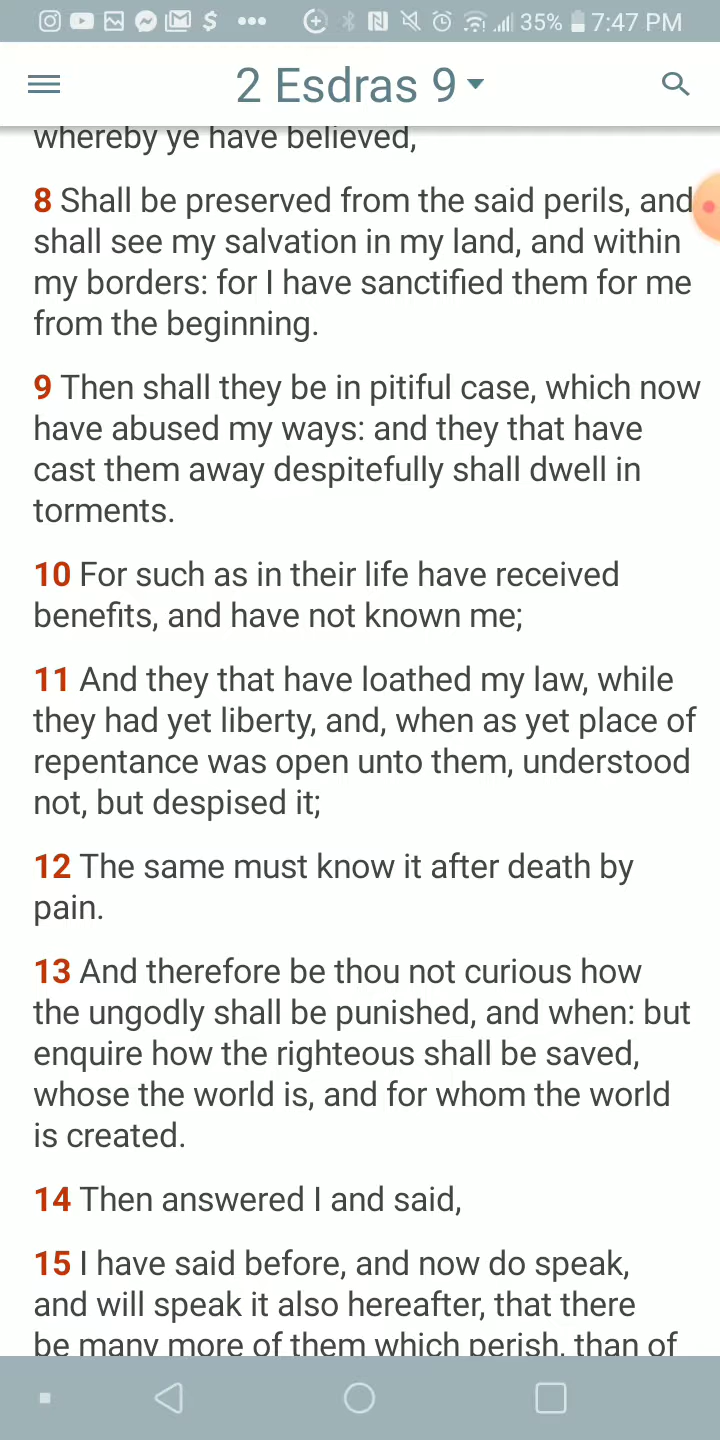 35% 7:47 PM
2 Esdras 9
whereby ye have believed,
8 Shall be preserved from the said perils, and
shall see my salvation in my land, and within
my borders: for I have sanctified them for me
from the beginning.
9 Then shall they be in pitiful case, which now
have abused my ways: and they that have
cast them away despitefully shall dwell in
torments.
10 For such as in their life have received
benefits, and have not known me;
11 And they that have loathed my law, while
they had yet liberty, and, when as yet place of
repentance was open unto them, understood
not, but despised it;
12 The same must know it after death by
pain.
13 And therefore be thou not curious how
the ungodly shall be punished, and when: but
enquire how the righteous shall be saved,
whose the world is, and for whom the world
is created.
14 Then answered I and said,
15 I have said before, and now do speak,
and will speak it also hereafter, that there
be many more of them which perish, than of